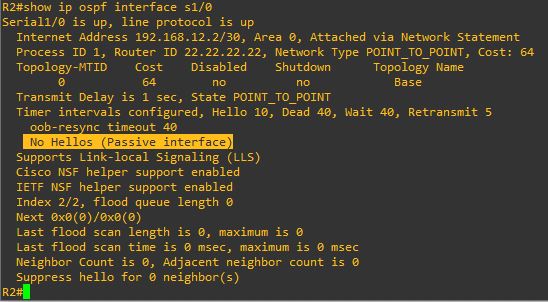 R2#show ip ospf interface s1/0
Serial1/0 is up, line protocol is up
  Internet Address 192.168.12.2/30, Area 0, Attached via Network Statement
  Process ID 1, Router ID 22.22.22.22, Network Type POINT_TO_POINT, Cost: 64
  Topology-MTID    Cost    Disabled    Shutdown      Topology Name
        0           64        no          no            Base
  Transmit Delay is 1 sec, State POINT_TO_POINT
  Timer intervals configured, Hello 10, Dead 40, Wait 40, Retransmit 5
    oob-resync timeout 40
    No Hellos (Passive interface)
  Supports Link-local Signaling (LLS)
  Cisco NSF helper support enabled
  IETF NSF helper support enabled
  Index 2/2, flood queue length 0
  Next 0x0(0)/0x0(0)
  Last flood scan length is 0, maximum is 0
  Last flood scan time is 0 msec, maximum is 0 msec
  Neighbor Count is 0, Adjacent neighbor count is 0
  Suppress hello for 0 neighbor(s)
R2#